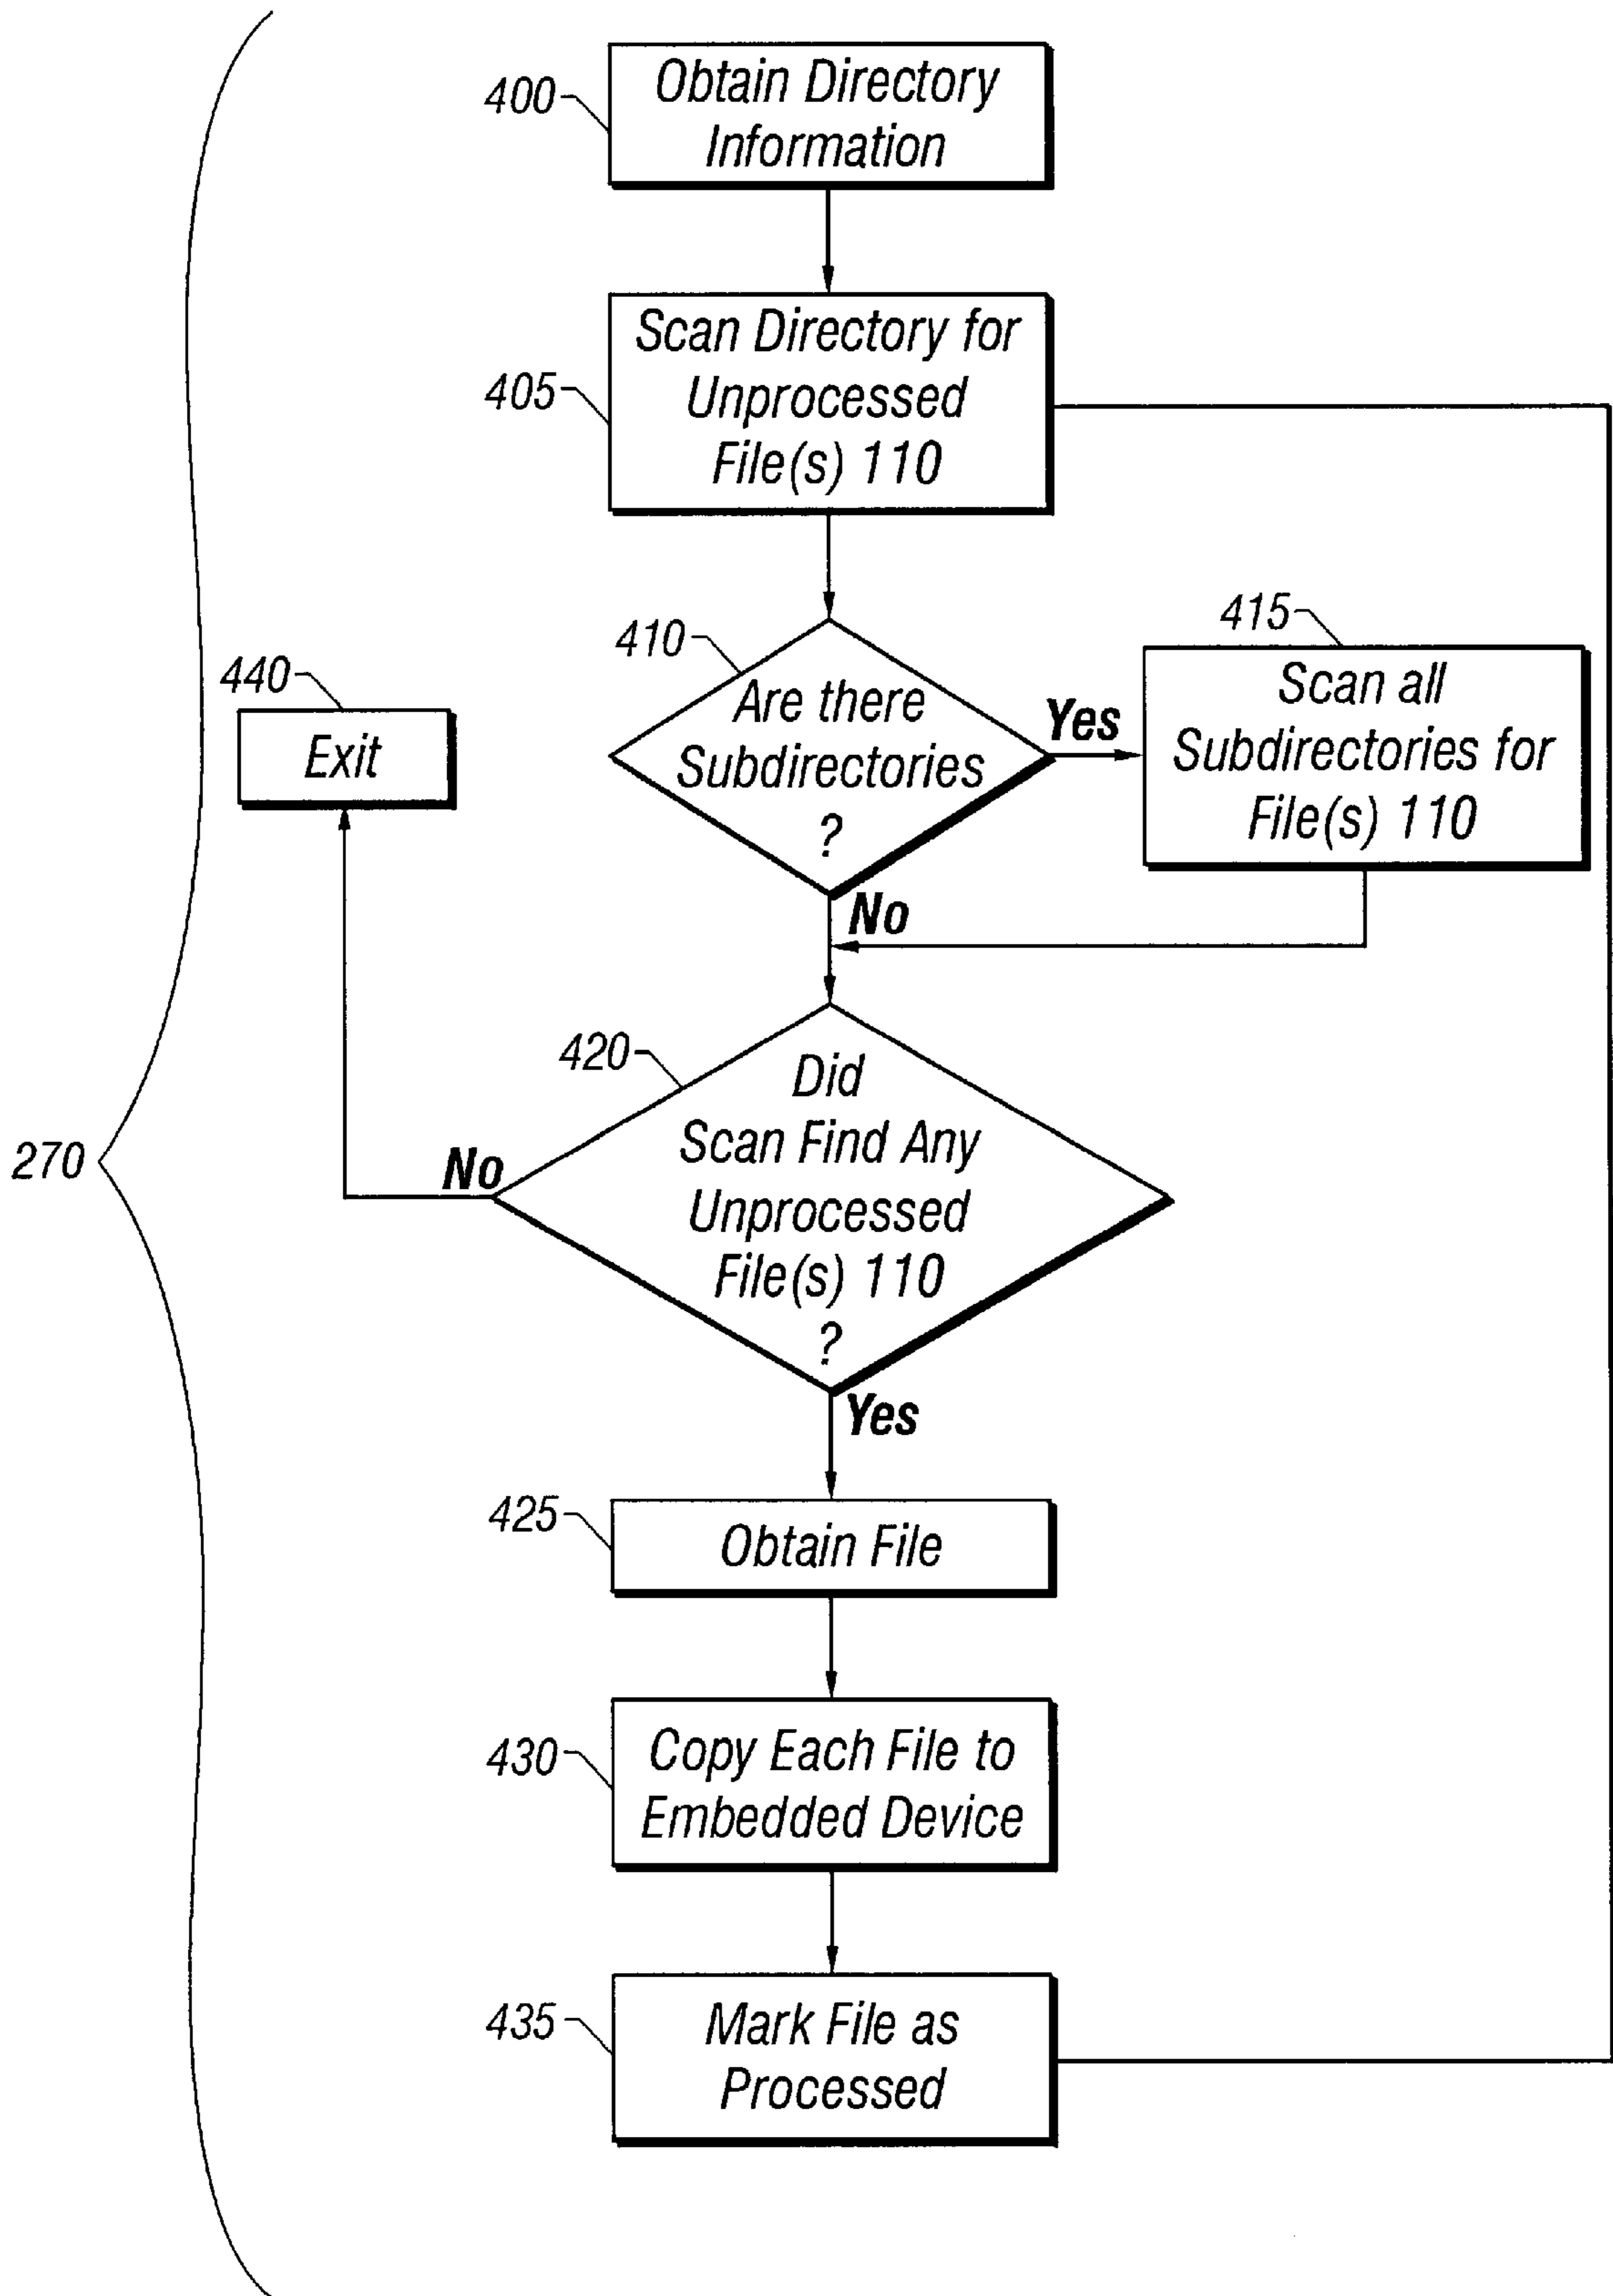 400
Obtain Directory
Information
405
Scan Directory for
Unprocessed
File(s) 110
410
Are there
Subdirectories
?
Yes
415
Scan all
Subdirectories for
File(s) 110
440
Exit
No
420
Did
Scan Find Any
Unprocessed
File(s) 110
?
No
270
Yes
425
Obtain File
430
Copy Each File to
Embedded Device
435
Mark File as
Processed